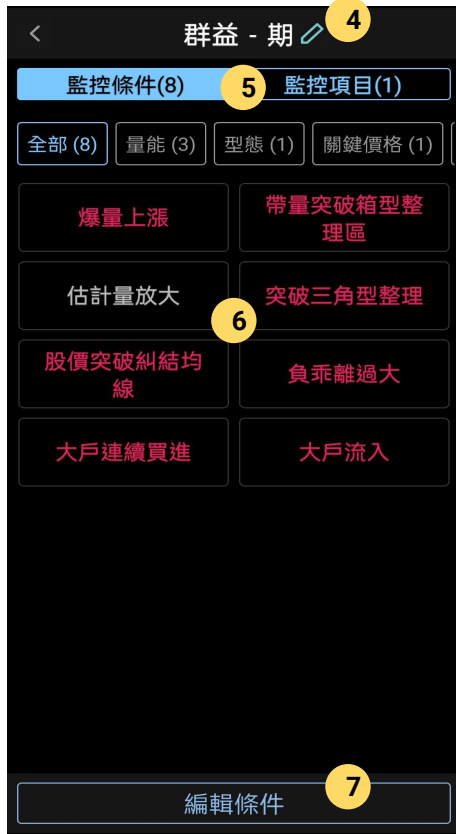 群益 - 期
4
監控條件(8)
5
監控項目(1)
全部 (8)
量能 (3)
型態 (1)
關鍵價格 (1)
爆量上漲
帶量突破箱型整
理區
估計量放大
突破三角型整理
6
股價突破糾結均
線
負乖離過大
大戶連續買進
大戶流入
編輯條件
7